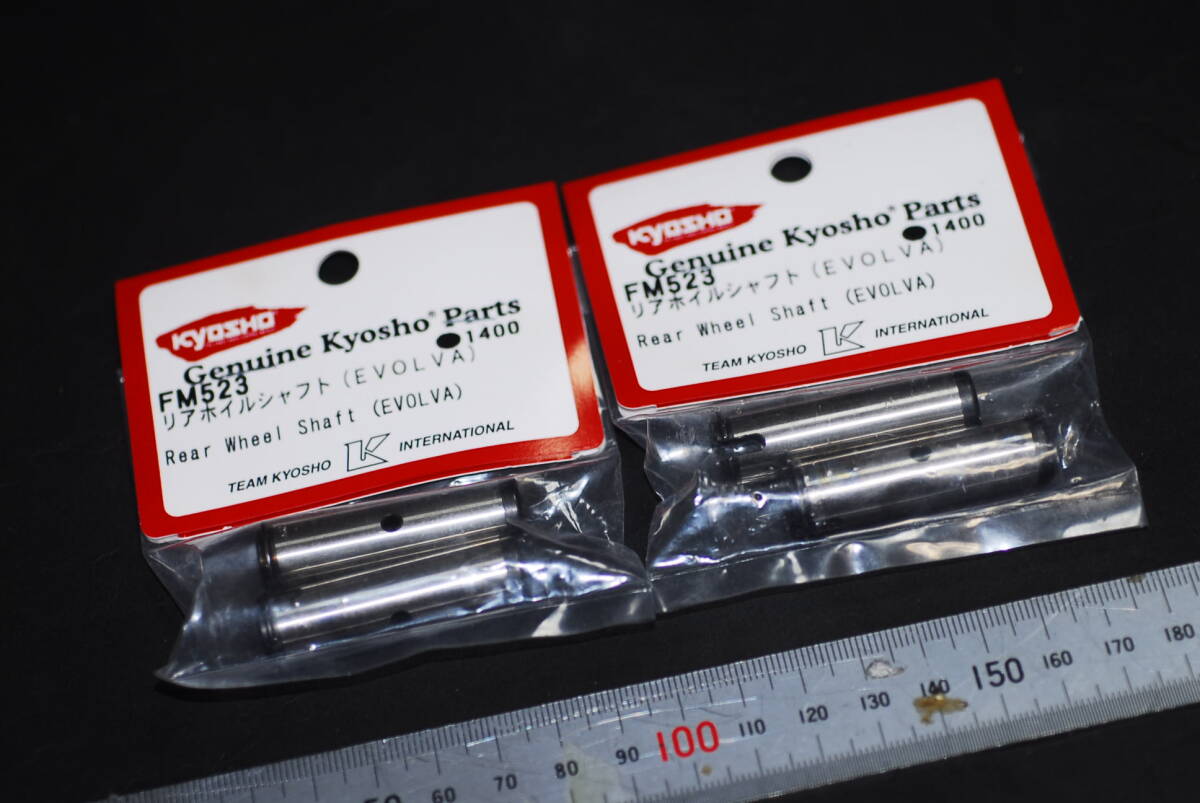 KYOSHO
Genuine Kyosho® Parts
FM523 ●1400
リアホイルシャフト(EVOLVA)
Rear Wheel Shaft (EVOLVA)
TEAM KYOSHO K INTERNATIONAL
KYOSHO
Genuine Kyosho® Parts
FM523 ●1400
リアホイルシャフト(EVOLVA)
Rear Wheel Shaft (EVOLVA)
TEAM KYOSHO K INTERNATIONAL
50 60 70 80 90 100 110 120 130 140 150 160 170 180